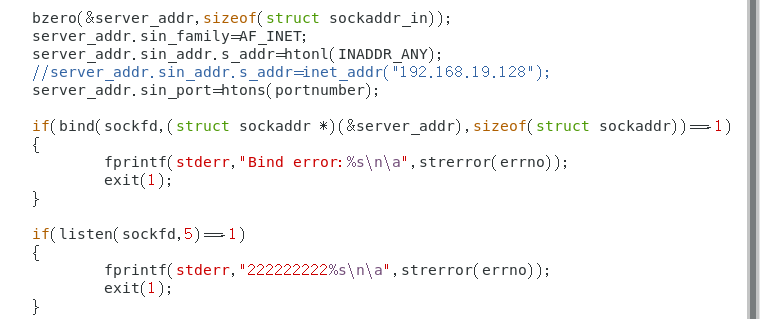 bzero(&server_addr,sizeof(struct sockaddr_in));
server_addr.sin_family=AF_INET;
server_addr.sin_addr.s_addr=htonl(INADDR_ANY);
//server_addr.sin_addr.s_addr=inet_addr("192.168.19.128");
server_addr.sin_port=htons(portnumber);
if(bind(sockfd,(struct sockaddr *)(&server_addr),sizeof(struct sockaddr))==-1)
{
fprintf(stderr,"Bind error:%s\n\a",strerror(errno));
exit(1);
}
if(listen(sockfd,5)==-1)
{
fprintf(stderr,"222222222%s\n\a",strerror(errno));
exit(1);
}